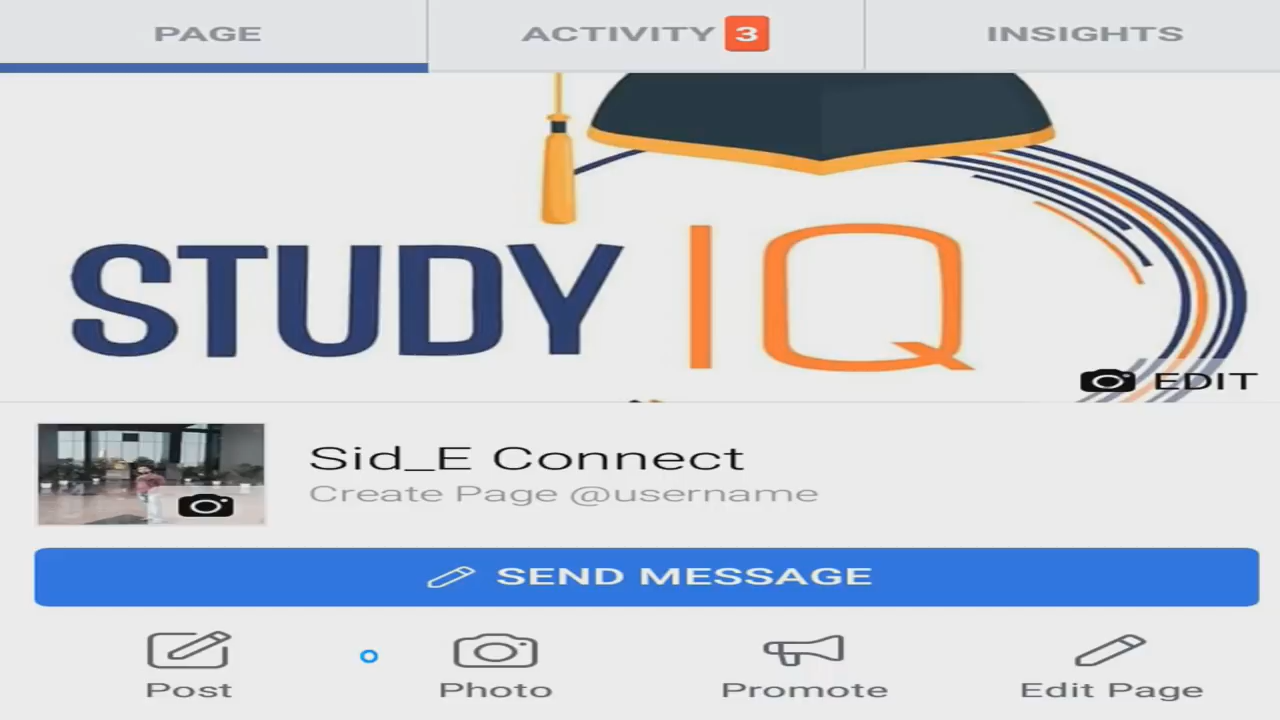 PAGE ACTIVITY 3 INSIGHTS
STUDY IQ
EDIT
Sid_E Connect
Create Page @username
SEND MESSAGE
Post Photo Promote Edit Page